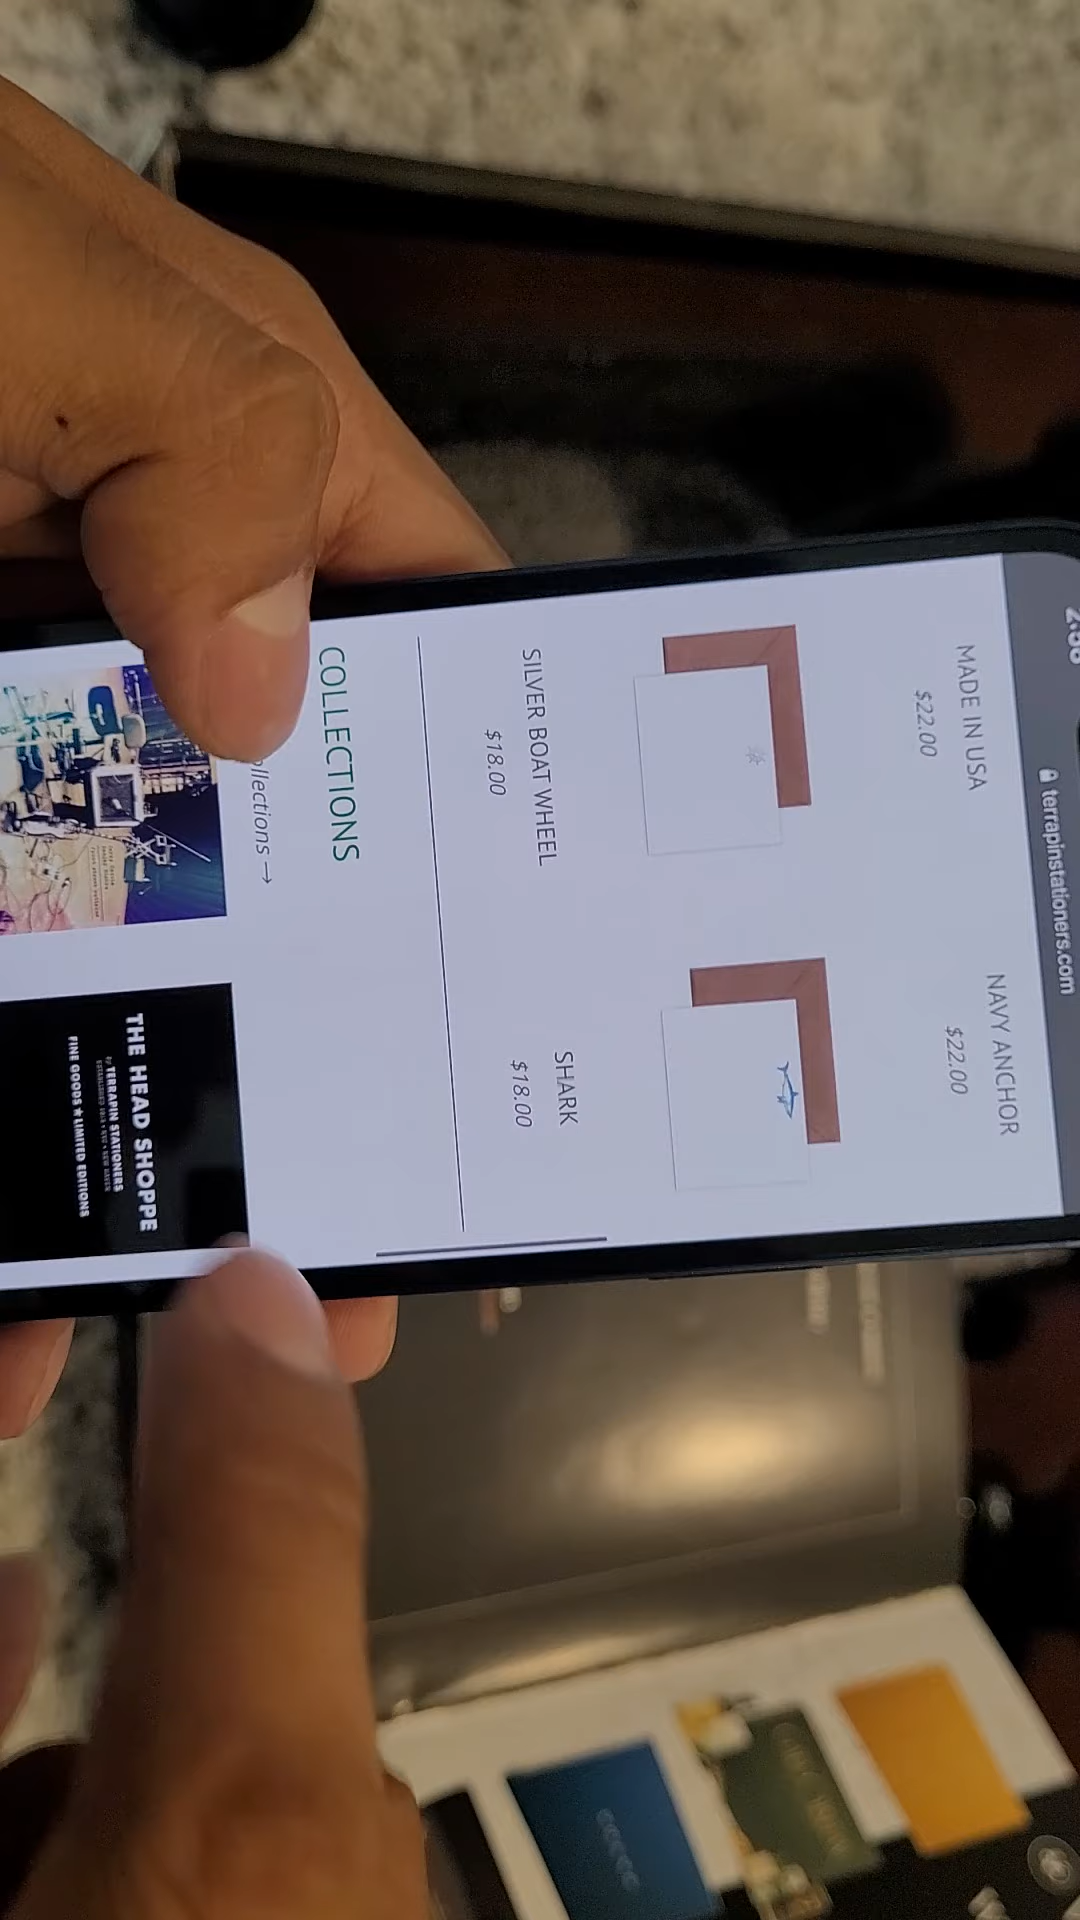 terrapinstationers.com
MADE IN USA
$22.00
NAVY ANCHOR
$22.00
SILVER BOAT WHEEL
$18.00
SHARK
$18.00
COLLECTIONS
ollections →
THE HEAD SHOPPE
BY TERRAPIN STATIONERS
FINE GOODS ★ LIMITED EDITIONS